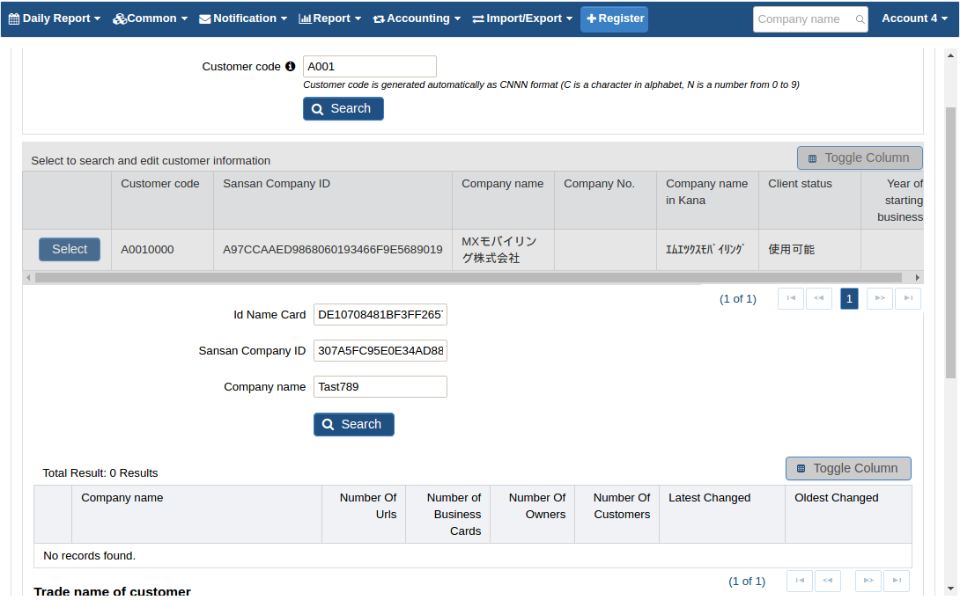 Daily Report Common Notification Report Accounting Import/Export Register Company name Account 4
Customer code A001
Customer code is generated automatically as CNNN format (C is a character in alphabet, N is a number from 0 to 9)
Search
Select to search and edit customer information Toggle Column
Customer code Sansan Company ID Company name Company No. Company name Client status Year of
in Kana starting
business
Select A0010000 A97CCAAED9868060193466F9E5689019 MXモバイリン ｴﾑｴｯｸｽﾓﾊﾞｲﾘﾝｸﾞ 使用可能
グ株式会社
(1 of 1) 1
Id Name Card DE10708481BF3FF265
Sansan Company ID 307A5FC95E0E34AD88
Company name Tast789
Search
Total Result: 0 Results Toggle Column
Company name Number Of Number of Number Of Number Of Latest Changed Oldest Changed
Urls Business Owners Customers
Cards
No records found.
(1 of 1)
Trade name of customer